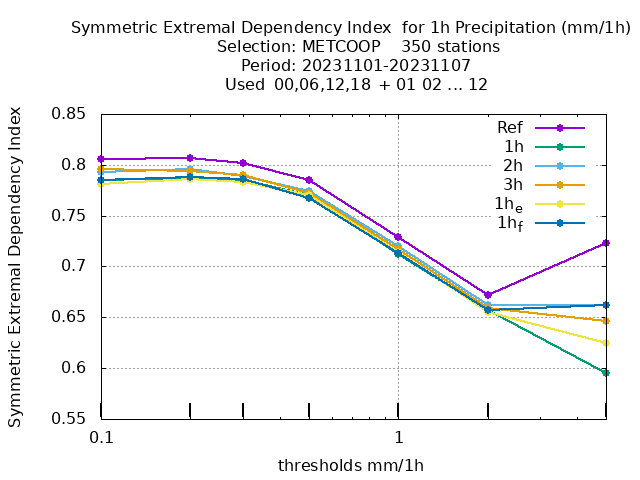 Symmetric Extremal Dependency Index  for 1h Precipitation (mm/1h)
Selection: METCOOP    350 stations
Period: 20231101-20231107
Used  00,06,12,18  + 01 02 ... 12
Symmetric Extremal Dependency Index
0.85
0.8
0.75
0.7
0.65
0.6
0.55
Ref
1h
2h
3h
1he
1hf
0.1
1
thresholds mm/1h